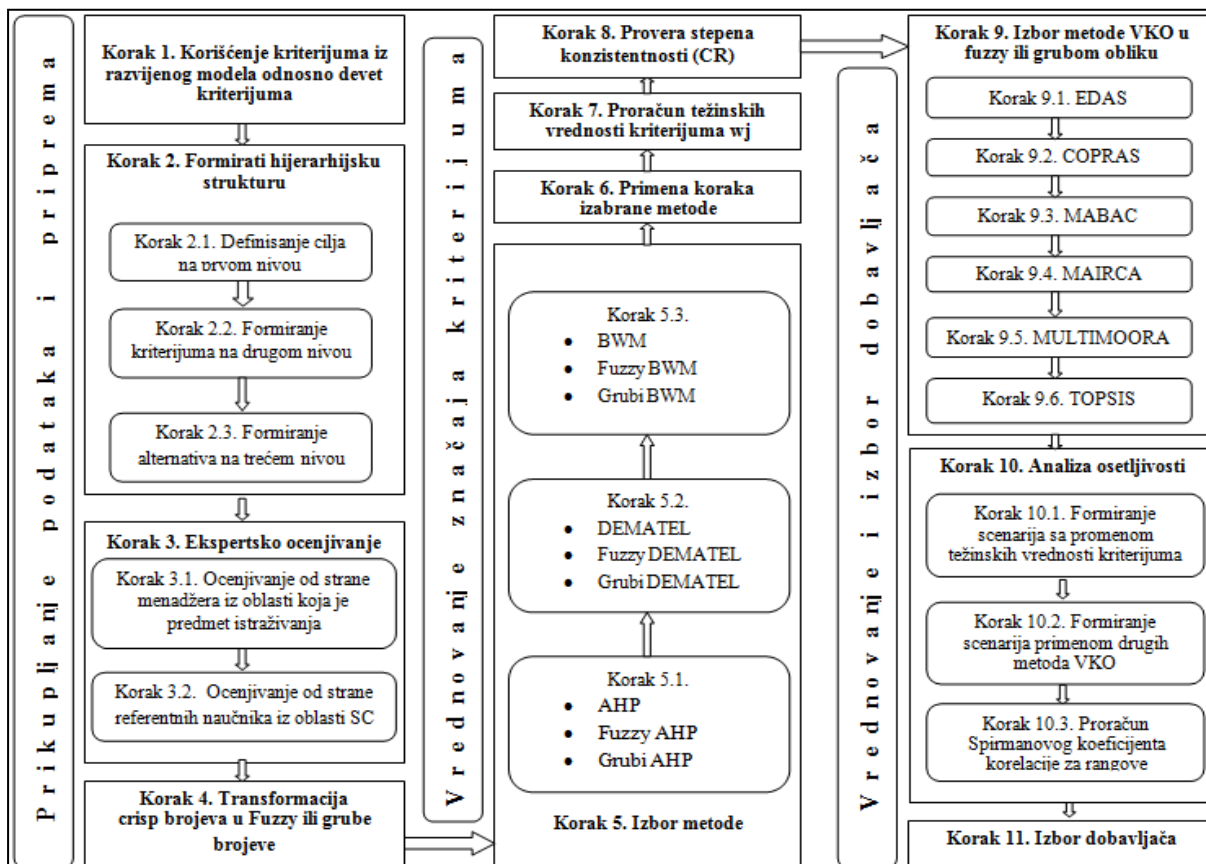 Prikupljanje podataka i priprema
Korak 1. Korišćenje kriterijuma iz
razvijenog modela odnosno devet
kriterijuma
Korak 2. Formirati hijerarhijsku
strukturu
Korak 2.1. Definisanje cilja
na prvom nivou
Korak 2.2. Formiranje
kriterijuma na drugom nivou
Korak 2.3. Formiranje
alternativa na trećem nivou
Korak 3. Ekspertsko ocenjivanje
Korak 3.1. Ocenjivanje od strane
menadžera iz oblasti koja je
predmet istraživanja
Korak 3.2. Ocenjivanje od strane
referentnih naučnika iz oblasti SC
Korak 4. Transformacija
crisp brojeva u Fuzzy ili grube
brojeve
Vrednovanje značaja kriterijuma
Korak 8. Provera stepena
konzistentnosti (CR)
Korak 7. Proračun težinskih
vrednosti kriterijuma wj
Korak 6. Primena koraka
izabrane metode
Korak 5.3.
• BWM
• Fuzzy BWM
• Grubi BWM
Korak 5.2.
• DEMATEL
• Fuzzy DEMATEL
• Grubi DEMATEL
Korak 5.1.
• AHP
• Fuzzy AHP
• Grubi AHP
Korak 5. Izbor metode
Vrednovanje i izbor dobavljača
Korak 9. Izbor metode VKO u
fuzzy ili grubom obliku
Korak 9.1. EDAS
Korak 9.2. COPRAS
Korak 9.3. MABAC
Korak 9.4. MAIRCA
Korak 9.5. MULTIMOORA
Korak 9.6. TOPSIS
Korak 10. Analiza osetljivosti
Korak 10.1. Formiranje
scenarija sa promenom
težinskih vrednosti kriterijuma
Korak 10.2. Formiranje
scenarija primenom drugih
metoda VKO
Korak 10.3. Proračun
Spirmanovog koeficijenta
korelacije za rangove
Korak 11. Izbor dobavljača